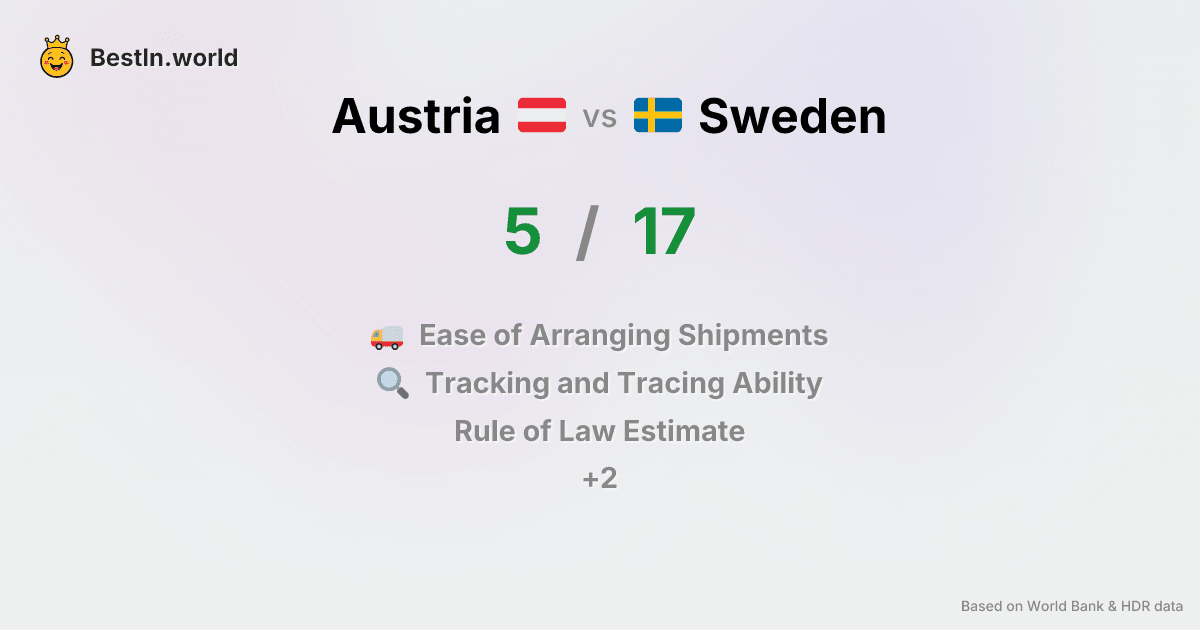 BestIn.world
Austria vs Sweden
5 / 17
Ease of Arranging Shipments
Tracking and Tracing Ability
Rule of Law Estimate
+2
Based on World Bank & HDR data